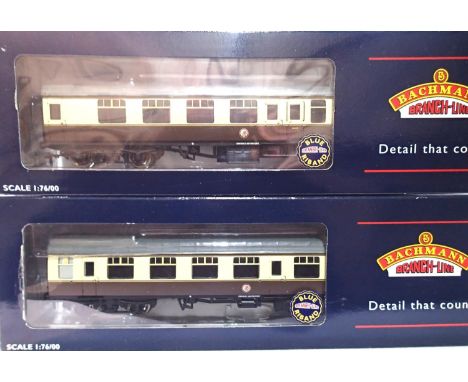 BACHMANN
BRANCH-LINE
BLUE
RIBAND
Detail that co
SCALE 1:76/00
BACHMANN
BRANCH-LINE
BLUE
RIBAND
Detail that coun
SCALE 1:76/00